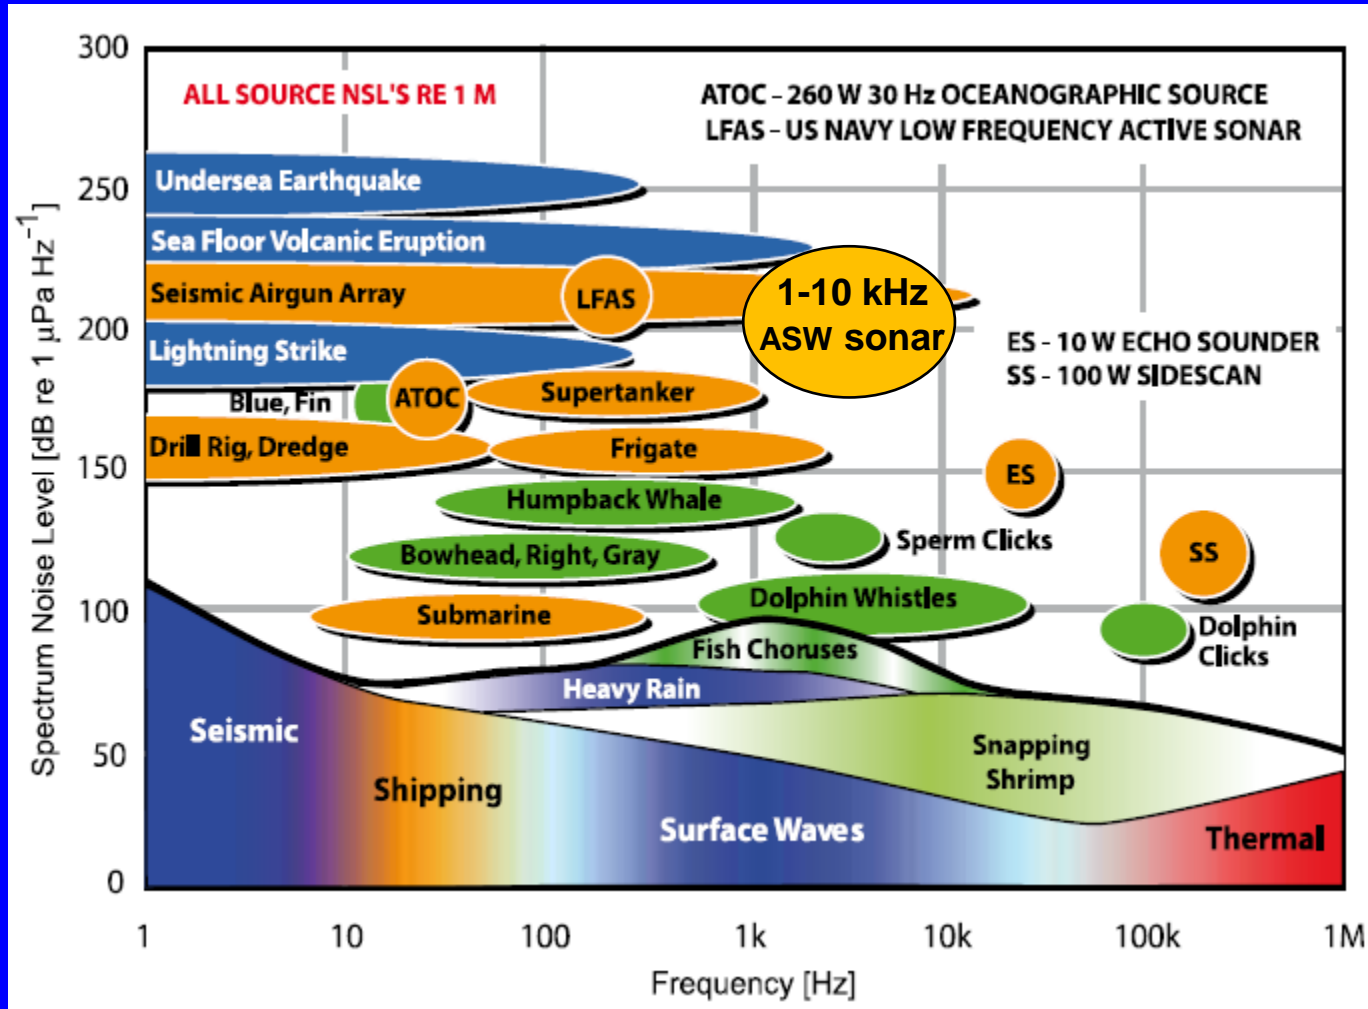 300
ALL SOURCE NSL'S RE 1 M
ATOC - 260 W 30 Hz OCEANOGRAPHIC SOURCE
LFAS - US NAVY LOW FREQUENCY ACTIVE SONAR
Undersea Earthquake
250
Sea Floor Volcanic Eruption
Seismic Airgun Array
LFAS
1-10 kHz
ASW sonar
200
Lightning Strike
ES - 10 W ECHO SOUNDER
SS - 100 W SIDESCAN
Blue, Fin
ATOC
Supertanker
Drill Rig, Dredge
Frigate
150
ES
Humpback Whale
Sperm Clicks
Bowhead, Right, Gray
SS
100
Submarine
Dolphin Whistles
Dolphin
Clicks
Fish Choruses
Heavy Rain
Seismic
50
Snapping
Shrimp
Shipping
Surface Waves
Thermal
0
1 10 100 1k 10k 100k 1M
Frequency [Hz]
Spectrum Noise Level [dB re 1 µPa Hz⁻¹]